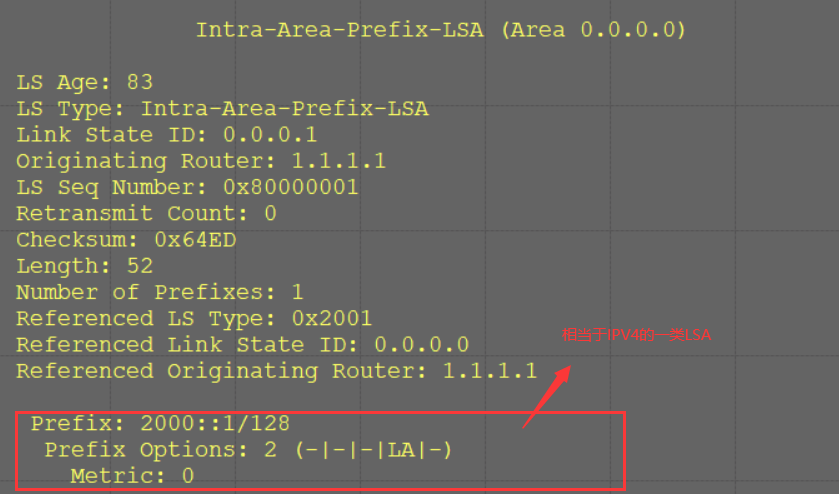 Intra-Area-Prefix-LSA (Area 0.0.0.0)
LS Age: 83
LS Type: Intra-Area-Prefix-LSA
Link State ID: 0.0.0.1
Originating Router: 1.1.1.1
LS Seq Number: 0x80000001
Retransmit Count: 0
Checksum: 0x64ED
Length: 52
Number of Prefixes: 1
Referenced LS Type: 0x2001
相当于IPV4的一类LSA
Referenced Link State ID: 0.0.0.0
Referenced Originating Router: 1.1.1.1
Prefix: 2000::1/128
Prefix Options: 2 (-|-|-|LA|-)
Metric: 0